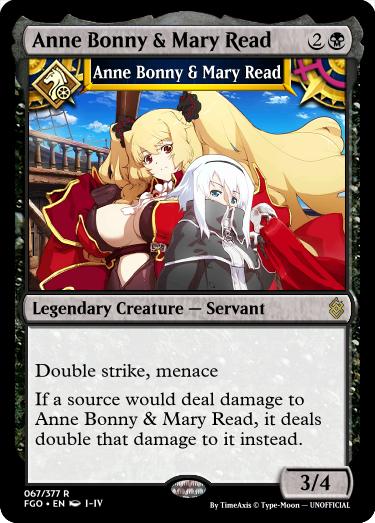 Anne Bonny & Mary Read 2
Anne Bonny & Mary Read
Legendary Creature — Servant
Double strike, menace
If a source would deal damage to
Anne Bonny & Mary Read, it deals
double that damage to it instead.
3/4
067/377 R
FGO • EN I-IV
By TimeAxis © Type-Moon — UNOFFICIAL